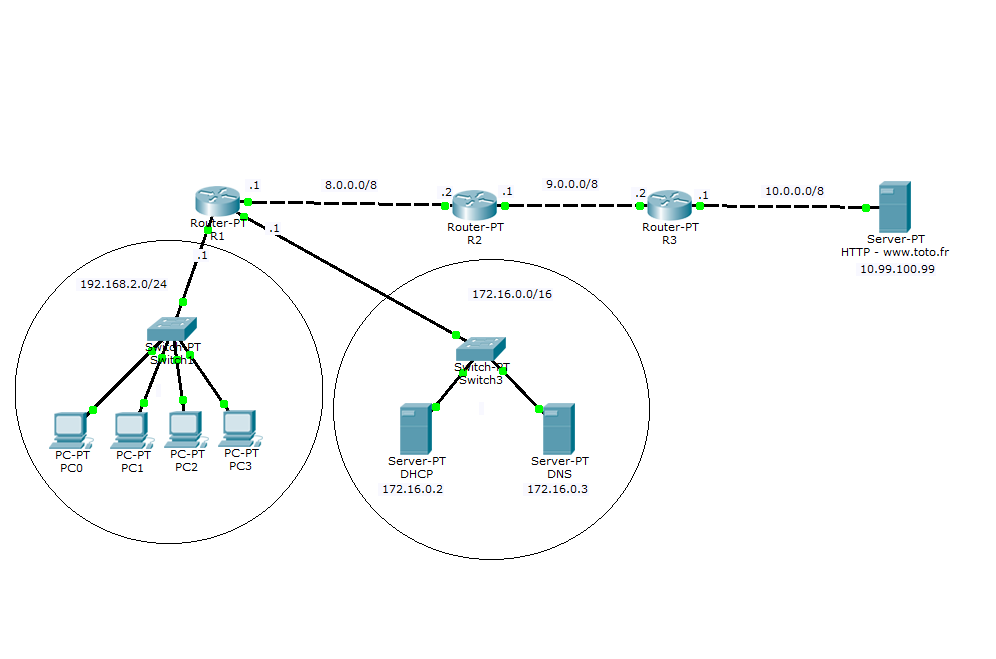 .1
8.0.0.0/8
.2
.1
9.0.0.0/8
.2
.1
10.0.0.0/8
Router-PT
R1
.1
Router-PT
R2
Router-PT
R3
Server-PT
HTTP - www.toto.fr
10.99.100.99
.1
192.168.2.0/24
172.16.0.0/16
Switch-PT
Switch1
Switch-PT
Switch3
PC-PT
PC0
PC-PT
PC1
PC-PT
PC2
PC-PT
PC3
Server-PT
DHCP
172.16.0.2
Server-PT
DNS
172.16.0.3